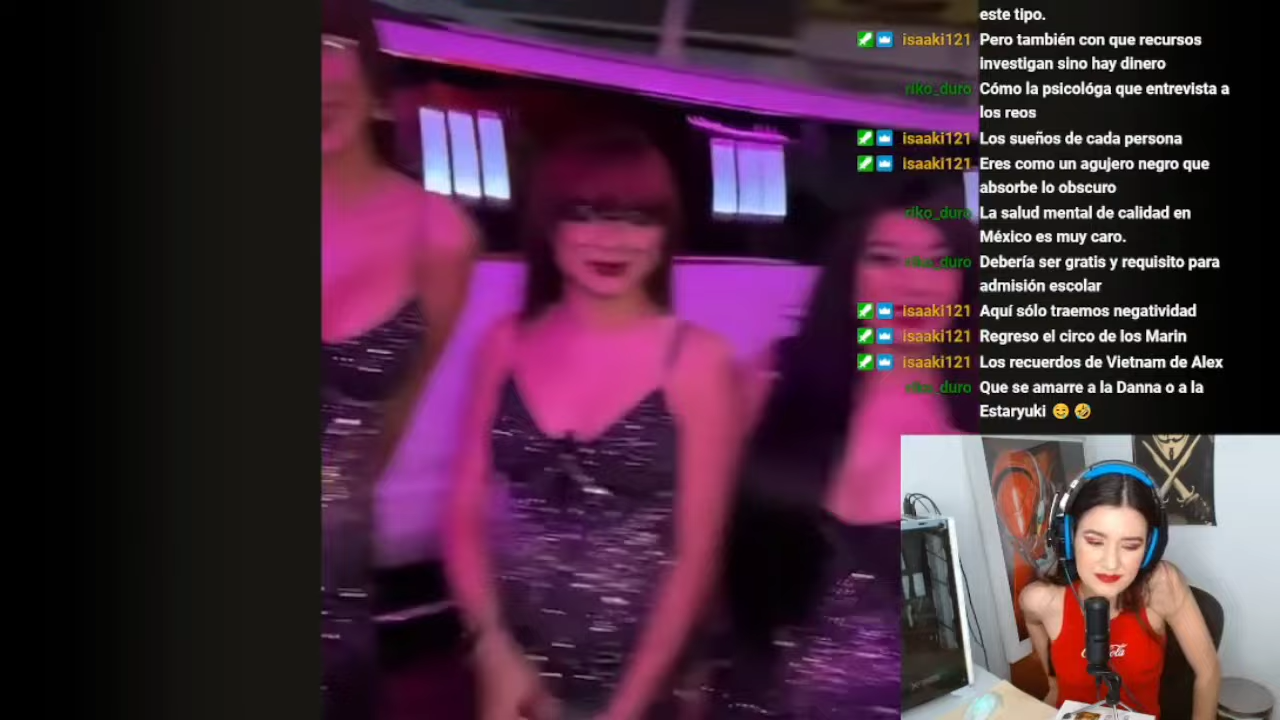 este tipo.
isaaki121 Pero también con que recursos
investigan sino hay dinero
riko_duro Cómo la psicológa que entrevista a
los reos
isaaki121 Los sueños de cada persona
isaaki121 Eres como un agujero negro que
absorbe lo obscuro
riko_duro La salud mental de calidad en
México es muy caro.
riko_duro Debería ser gratis y requisito para
admisión escolar
isaaki121 Aquí sólo traemos negatividad
isaaki121 Regreso el circo de los Marin
isaaki121 Los recuerdos de Vietnam de Alex
riko_duro Que se amarre a la Danna o a la
Estaryuki 😊 🤣